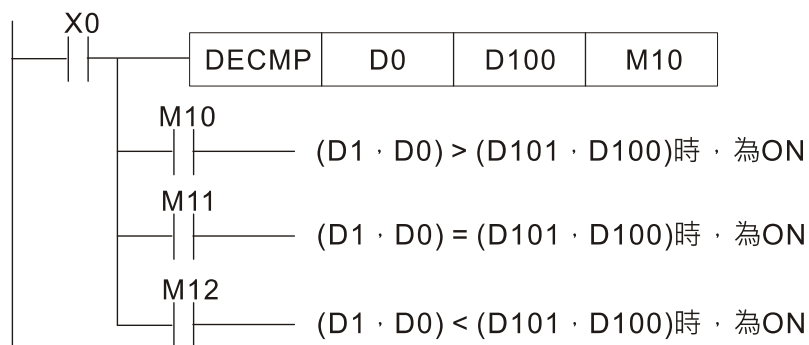 X0
DECMP D0 D100 M10
M10
(D1，D0) > (D101，D100)時，為ON
M11
(D1，D0) = (D101，D100)時，為ON
M12
(D1，D0) < (D101，D100)時，為ON